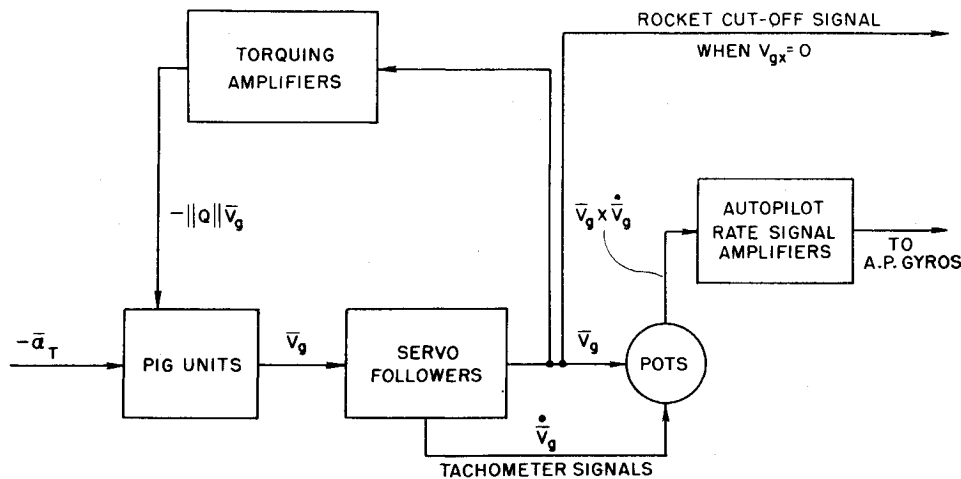 ROCKET CUT-OFF SIGNAL
WHEN V_gx = 0
TORQUING
AMPLIFIERS
-||Q|| V̄_g
V̄_g x V̄̇_g
AUTOPILOT
RATE SIGNAL
AMPLIFIERS
TO
A.P. GYROS
-ā_T
PIG UNITS
V̄_g
SERVO
FOLLOWERS
V̄_g
POTS
V̄̇_g
TACHOMETER SIGNALS